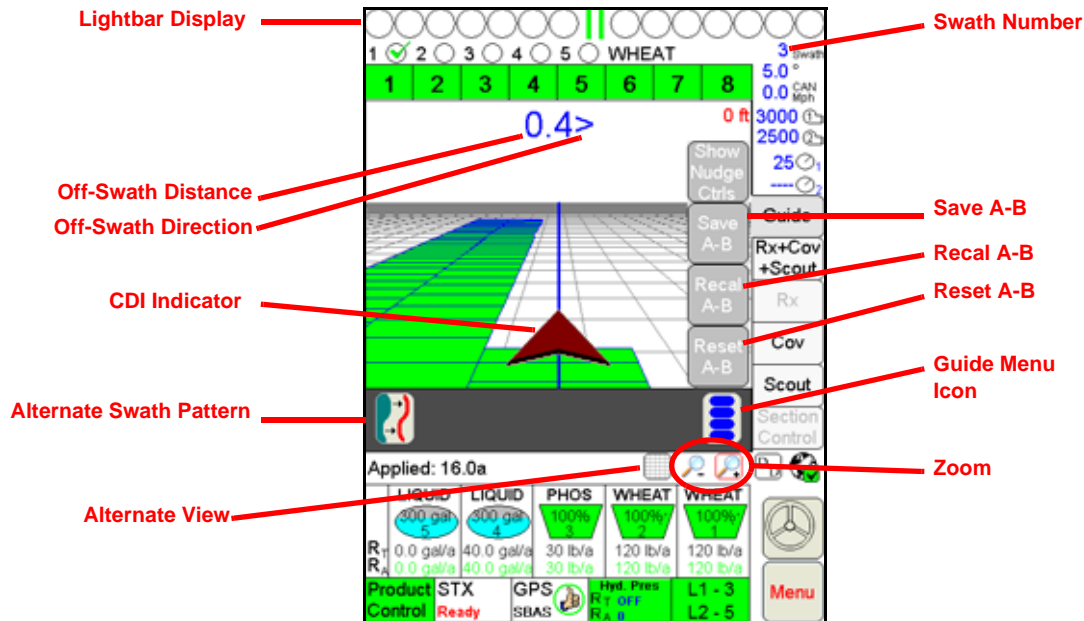 Lightbar Display
Swath Number
1 2 3 4 5 WHEAT
3 Swath
5.0 °
0.0 CAN Mph
1 2 3 4 5 6 7 8
0.4>
0 ft
3000 1
2500 2
25 1
---- 2
Off-Swath Distance
Off-Swath Direction
Show Nudge Ctrls
Save A-B
Guide
Save A-B
Rx+Cov +Scout
Recal A-B
Recal A-B
Rx
CDI Indicator
Reset A-B
Reset A-B
Cov
Guide Menu
Icon
Scout
Alternate Swath Pattern
Section Control
Zoom
Applied: 16.0a
Alternate View
LIQUID LIQUID PHOS WHEAT WHEAT
300 gal 300 gal 100% 100% 100%
5 4 3 2 1
RT 0.0 gal/a 40.0 gal/a 30 lb/a 120 lb/a 120 lb/a
RA 0.0 gal/a 40.0 gal/a 30 lb/a 120 lb/a 120 lb/a
Product Control
STX Ready
GPS SBAS
Hyd. Pres
RT OFF
RA 0
L1 - 3
L2 - 5
Menu